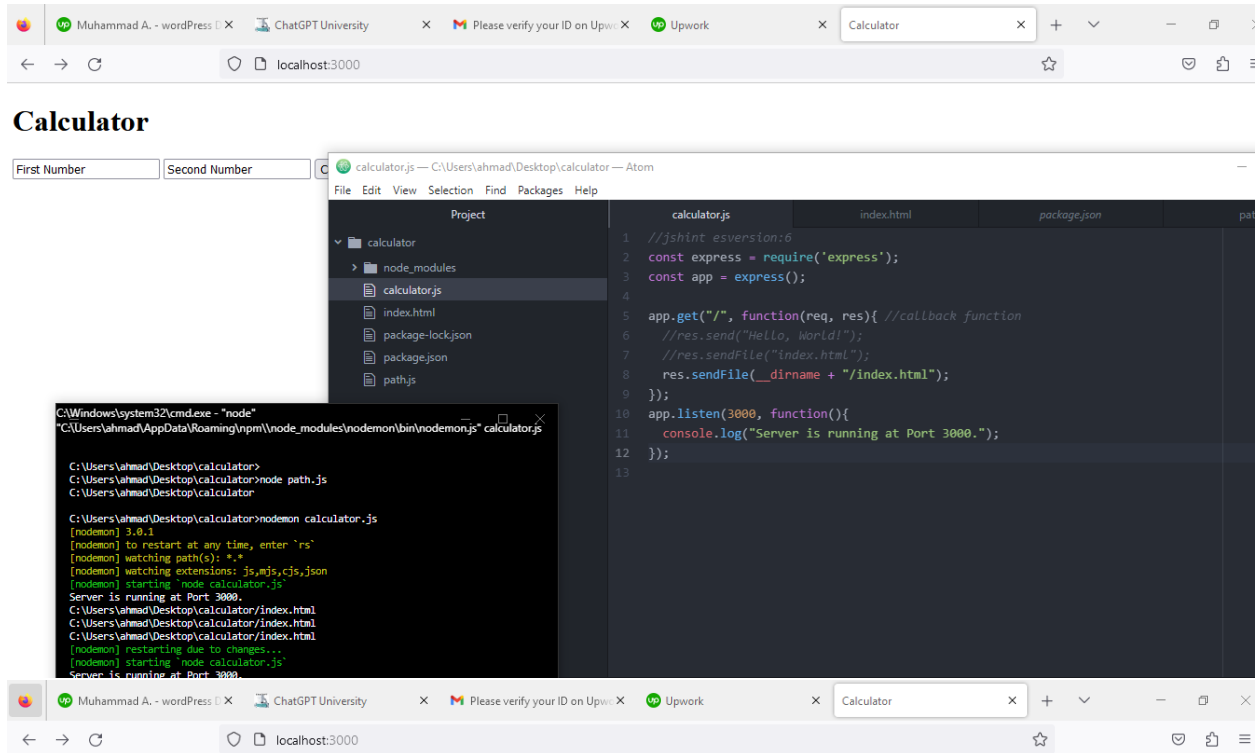 Muhammad A. - wordPress D
ChatGPT University
Please verify your ID on Upwo
Upwork
Calculator
localhost:3000
Calculator
First Number
Second Number
calculator.js — C:\Users\ahmad\Desktop\calculator — Atom
File Edit View Selection Find Packages Help
Project
calculator
node_modules
calculator.js
index.html
package-lock.json
package.json
path.js
calculator.js
index.html
package.json
pat
1 //jshint esversion:6
2 const express = require('express');
3 const app = express();
4
5 app.get("/", function(req, res){ //callback function
6 //res.send("Hello, World!");
7 //res.sendFile("index.html");
8 res.sendFile(__dirname + "/index.html");
9 });
10 app.listen(3000, function(){
11 console.log("Server is running at Port 3000.");
12 });
13
C:\Windows\system32\cmd.exe - "node"
"C:\Users\ahmad\AppData\Roaming\npm\\node_modules\nodemon\bin\nodemon.js" calculator.js
C:\Users\ahmad\Desktop\calculator>
C:\Users\ahmad\Desktop\calculator>node path.js
C:\Users\ahmad\Desktop\calculator
C:\Users\ahmad\Desktop\calculator>nodemon calculator.js
[nodemon] 3.0.1
[nodemon] to restart at any time, enter `rs`
[nodemon] watching path(s): *.*
[nodemon] watching extensions: js,mjs,cjs,json
[nodemon] starting `node calculator.js`
Server is running at Port 3000.
C:\Users\ahmad\Desktop\calculator/index.html
C:\Users\ahmad\Desktop\calculator/index.html
C:\Users\ahmad\Desktop\calculator/index.html
[nodemon] restarting due to changes...
[nodemon] starting `node calculator.js`
Server is running at Port 3000.
Muhammad A. - wordPress D
ChatGPT University
Please verify your ID on Upwo
Upwork
Calculator
localhost:3000